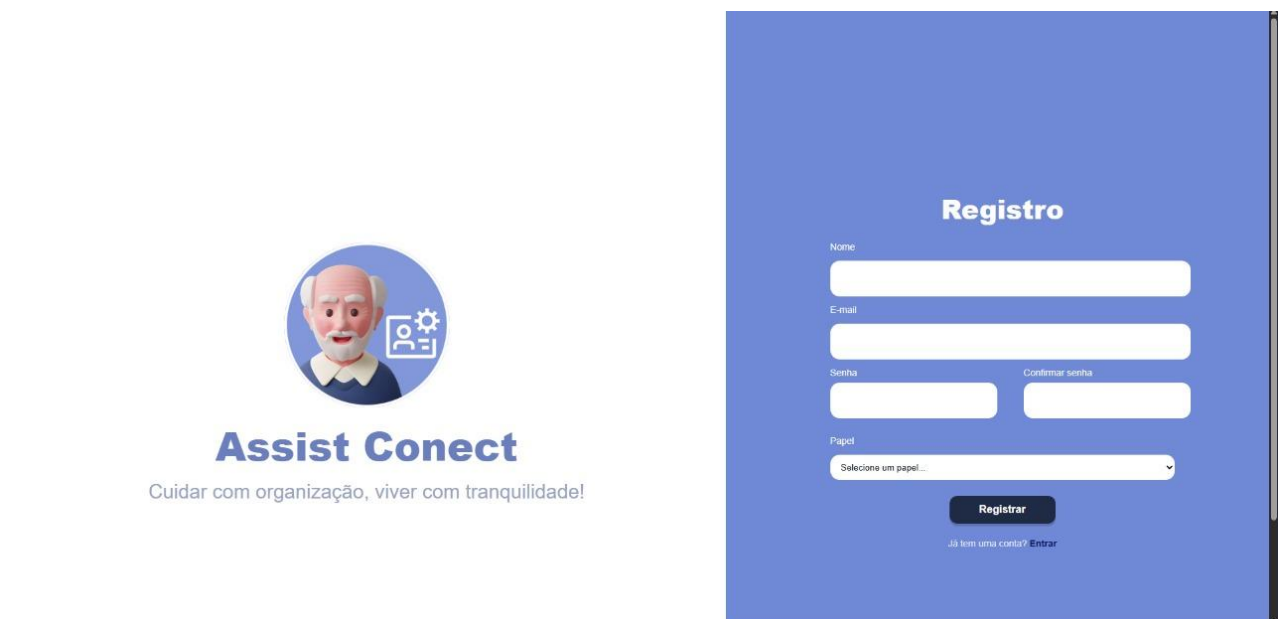 Assist Conect
Cuidar com organização, viver com tranquilidade!
Registro
Nome
E-mail
Senha
Confirmar senha
Papel
Selecione um papel...
Registrar
Já tem uma conta? Entrar